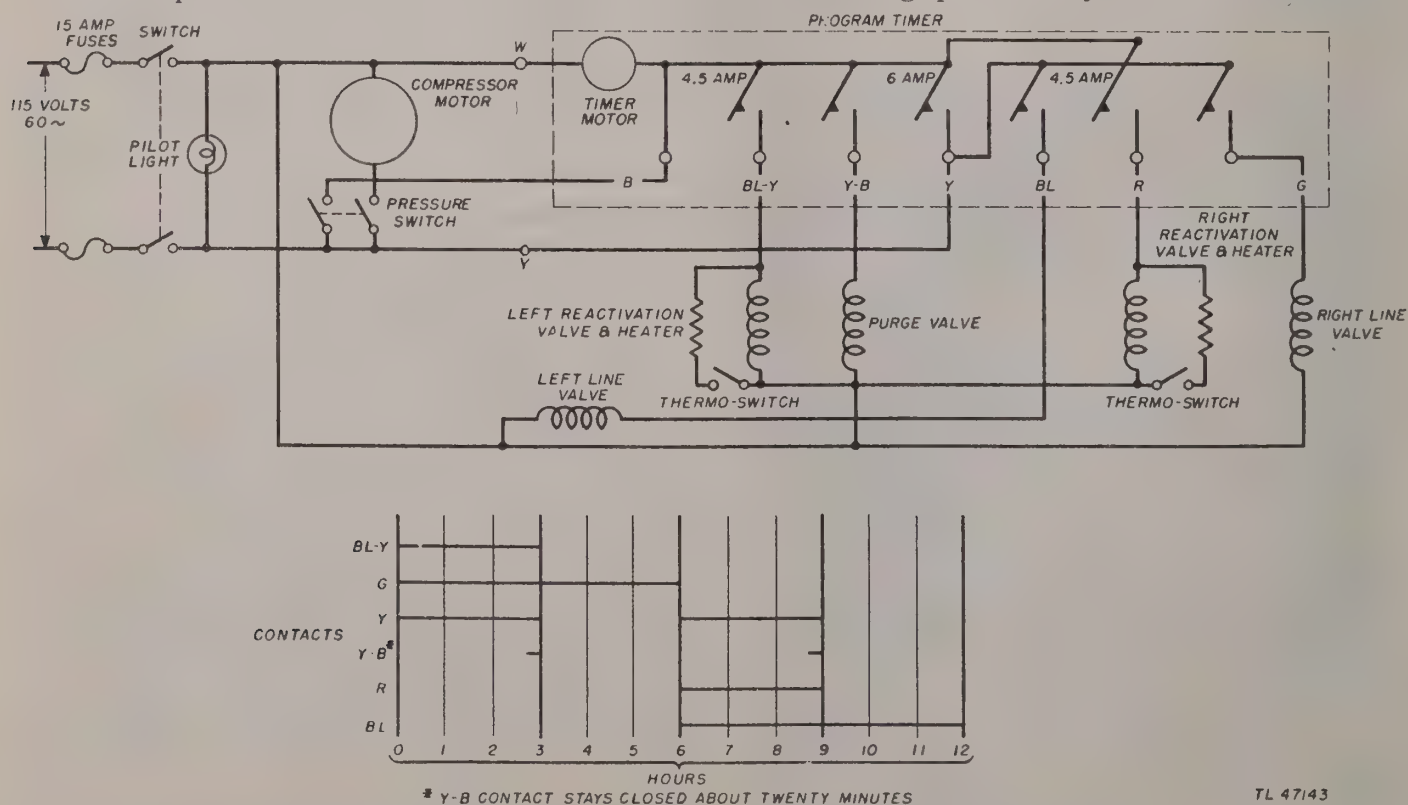 PROGRAM TIMER
15 AMP
FUSES
SWITCH
W
COMPRESSOR
MOTOR
TIMER
MOTOR
4.5 AMP
6 AMP
4.5 AMP
115 VOLTS
60~
PILOT
LIGHT
B
BL-Y
Y-B
Y
BL
R
G
PRESSURE
SWITCH
Y
RIGHT
REACTIVATION
VALVE & HEATER
LEFT REACTIVATION
VALVE & HEATER
PURGE VALVE
RIGHT LINE
VALVE
LEFT LINE
VALVE
THERMO-SWITCH
THERMO-SWITCH
CONTACTS
BL-Y
G
Y
Y-B*
R
BL
0 1 2 3 4 5 6 7 8 9 10 11 12
HOURS
* Y-B CONTACT STAYS CLOSED ABOUT TWENTY MINUTES
TL 47143